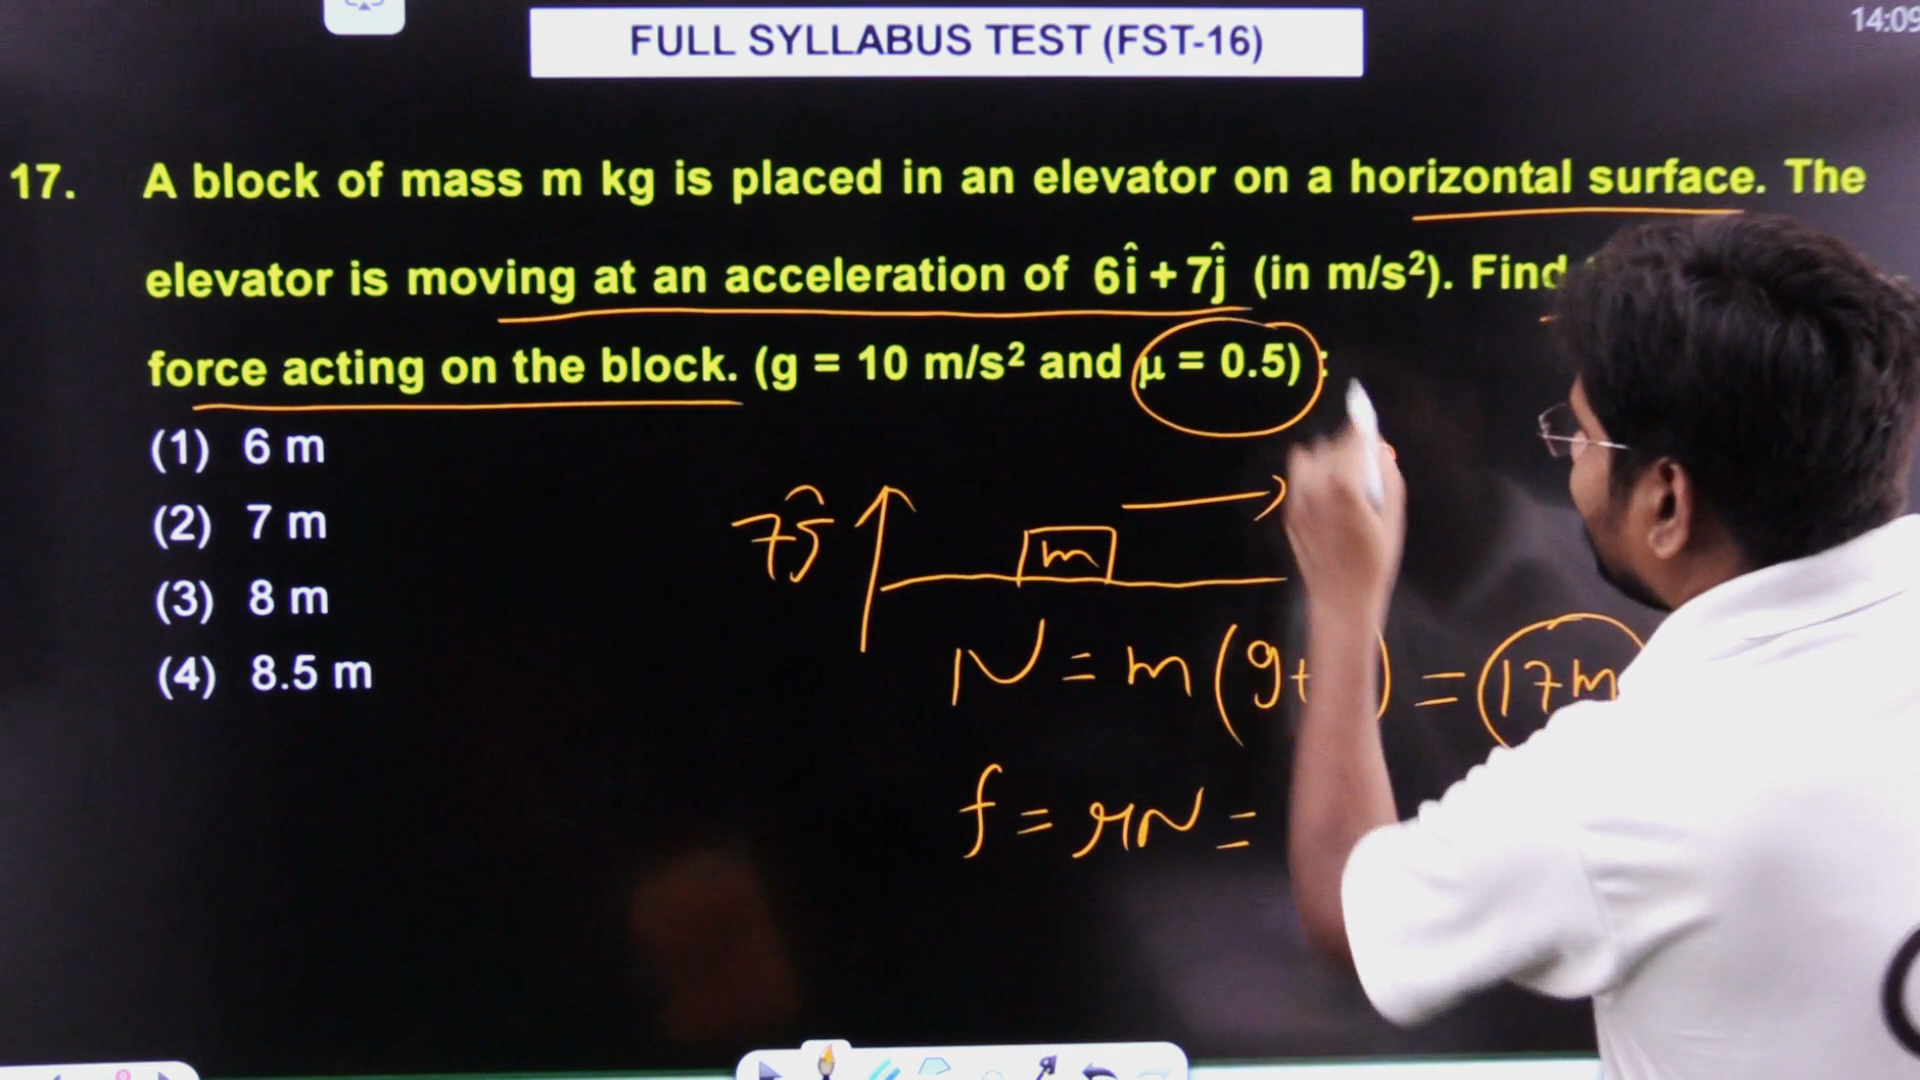 14:09
FULL SYLLABUS TEST (FST-16)
17. A block of mass m kg is placed in an elevator on a horizontal surface. The
elevator is moving at an acceleration of 6î + 7ĵ (in m/s²). Find
force acting on the block. (g = 10 m/s² and μ = 0.5) :
(1) 6 m
(2) 7 m
(3) 8 m
(4) 8.5 m
7ĵ
m
N = m (g+ ) = 17m
f = μN =